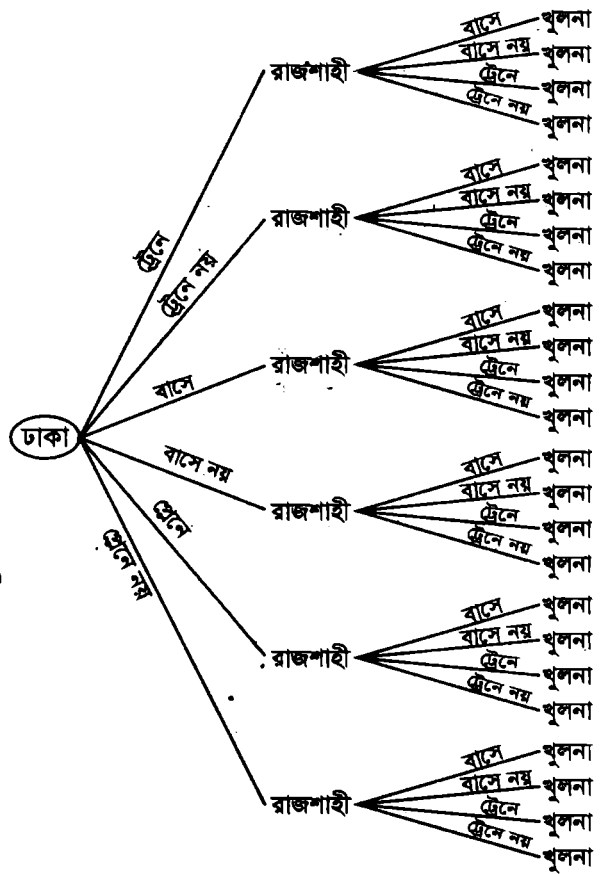 ঢাকা
ট্রেনে
রাজশাহী
বাসে
খুলনা
বাসে নয়
খুলনা
ট্রেনে
খুলনা
ট্রেনে নয়
খুলনা
ট্রেনে নয়
রাজশাহী
বাসে
খুলনা
বাসে নয়
খুলনা
ট্রেনে
খুলনা
ট্রেনে নয়
খুলনা
বাসে
রাজশাহী
বাসে
খুলনা
বাসে নয়
খুলনা
ট্রেনে
খুলনা
ট্রেনে নয়
খুলনা
বাসে নয়
রাজশাহী
বাসে
খুলনা
বাসে নয়
খুলনা
ট্রেনে
খুলনা
ট্রেনে নয়
খুলনা
প্লেনে
রাজশাহী
বাসে
খুলনা
বাসে নয়
খুলনা
ট্রেনে
খুলনা
ট্রেনে নয়
খুলনা
প্লেনে নয়
রাজশাহী
বাসে
খুলনা
বাসে নয়
খুলনা
ট্রেনে
খুলনা
ট্রেনে নয়
খুলনা